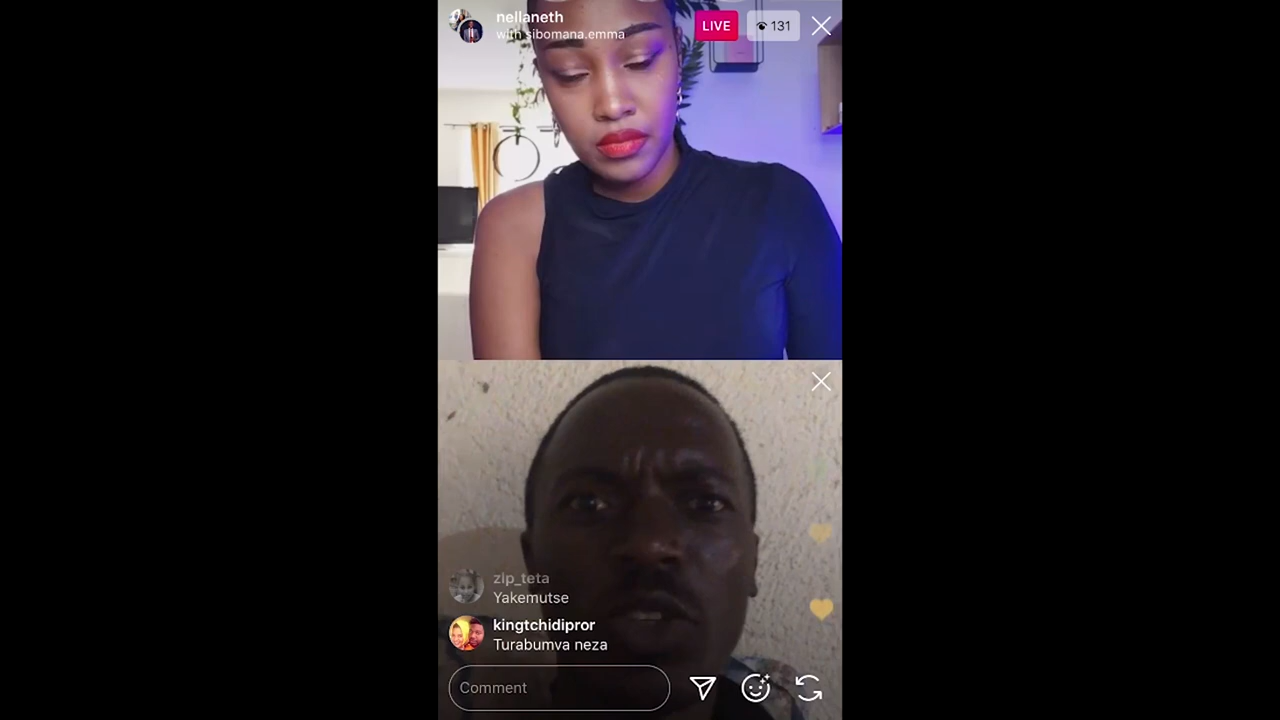 nellaneth
with sibomana.emma
LIVE
131
zip_teta
Yakemutse
kingtchidipror
Turabumva neza
Comment